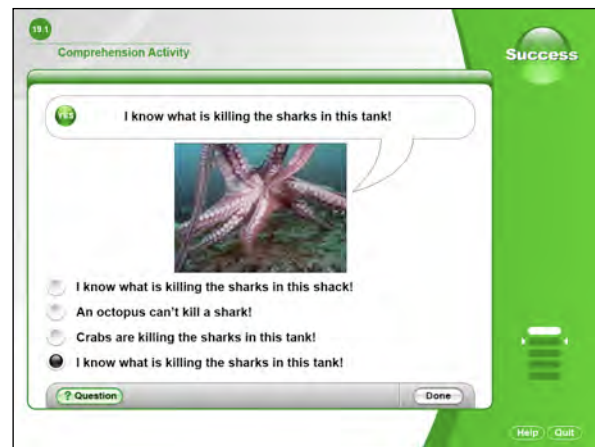 19.1
Comprehension Activity
Success
YES
I know what is killing the sharks in this tank!
I know what is killing the sharks in this shack!
An octopus can't kill a shark!
Crabs are killing the sharks in this tank!
I know what is killing the sharks in this tank!
? Question
Done
Help
Quit